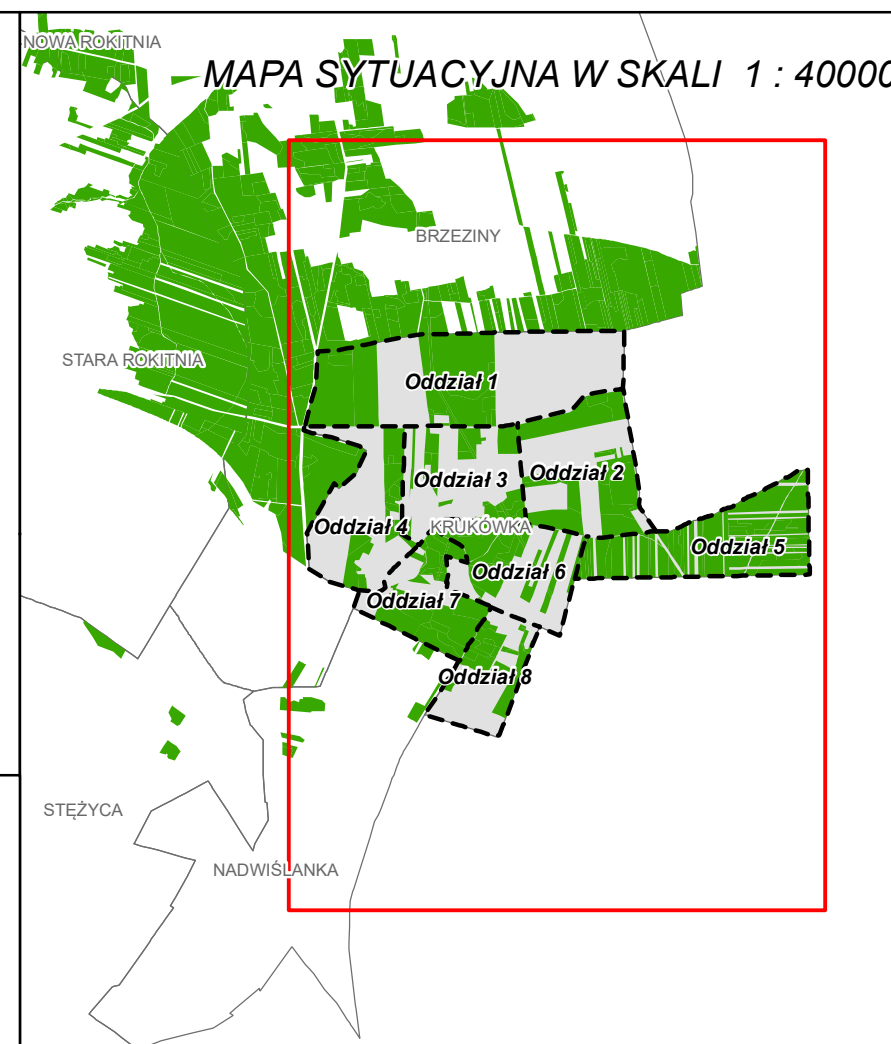 NOWA ROKITNIA
MAPA SYTUACYJNA W SKALI 1 : 40000
BRZEZINY
STARA ROKITNIA
Oddział 1
Oddział 3
Oddział 2
Oddział 4
KRUKÓWKA
Oddział 5
Oddział 6
Oddział 7
Oddział 8
STĘŻYCA
NADWIŚLANKA